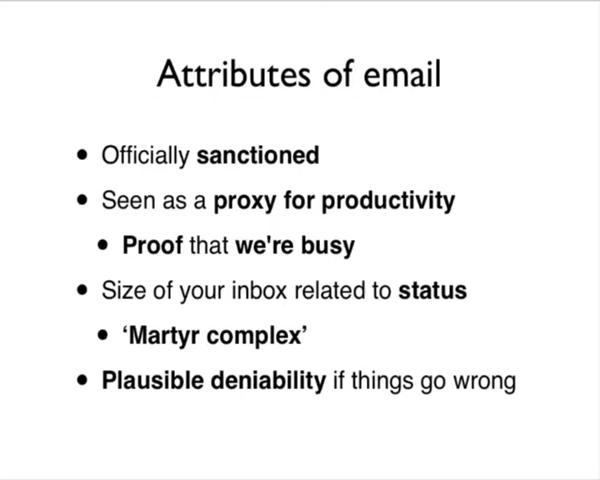 Attributes of email
• Officially sanctioned
• Seen as a proxy for productivity
• Proof that we're busy
• Size of your inbox related to status
• ‘Martyr complex’
• Plausible deniability if things go wrong